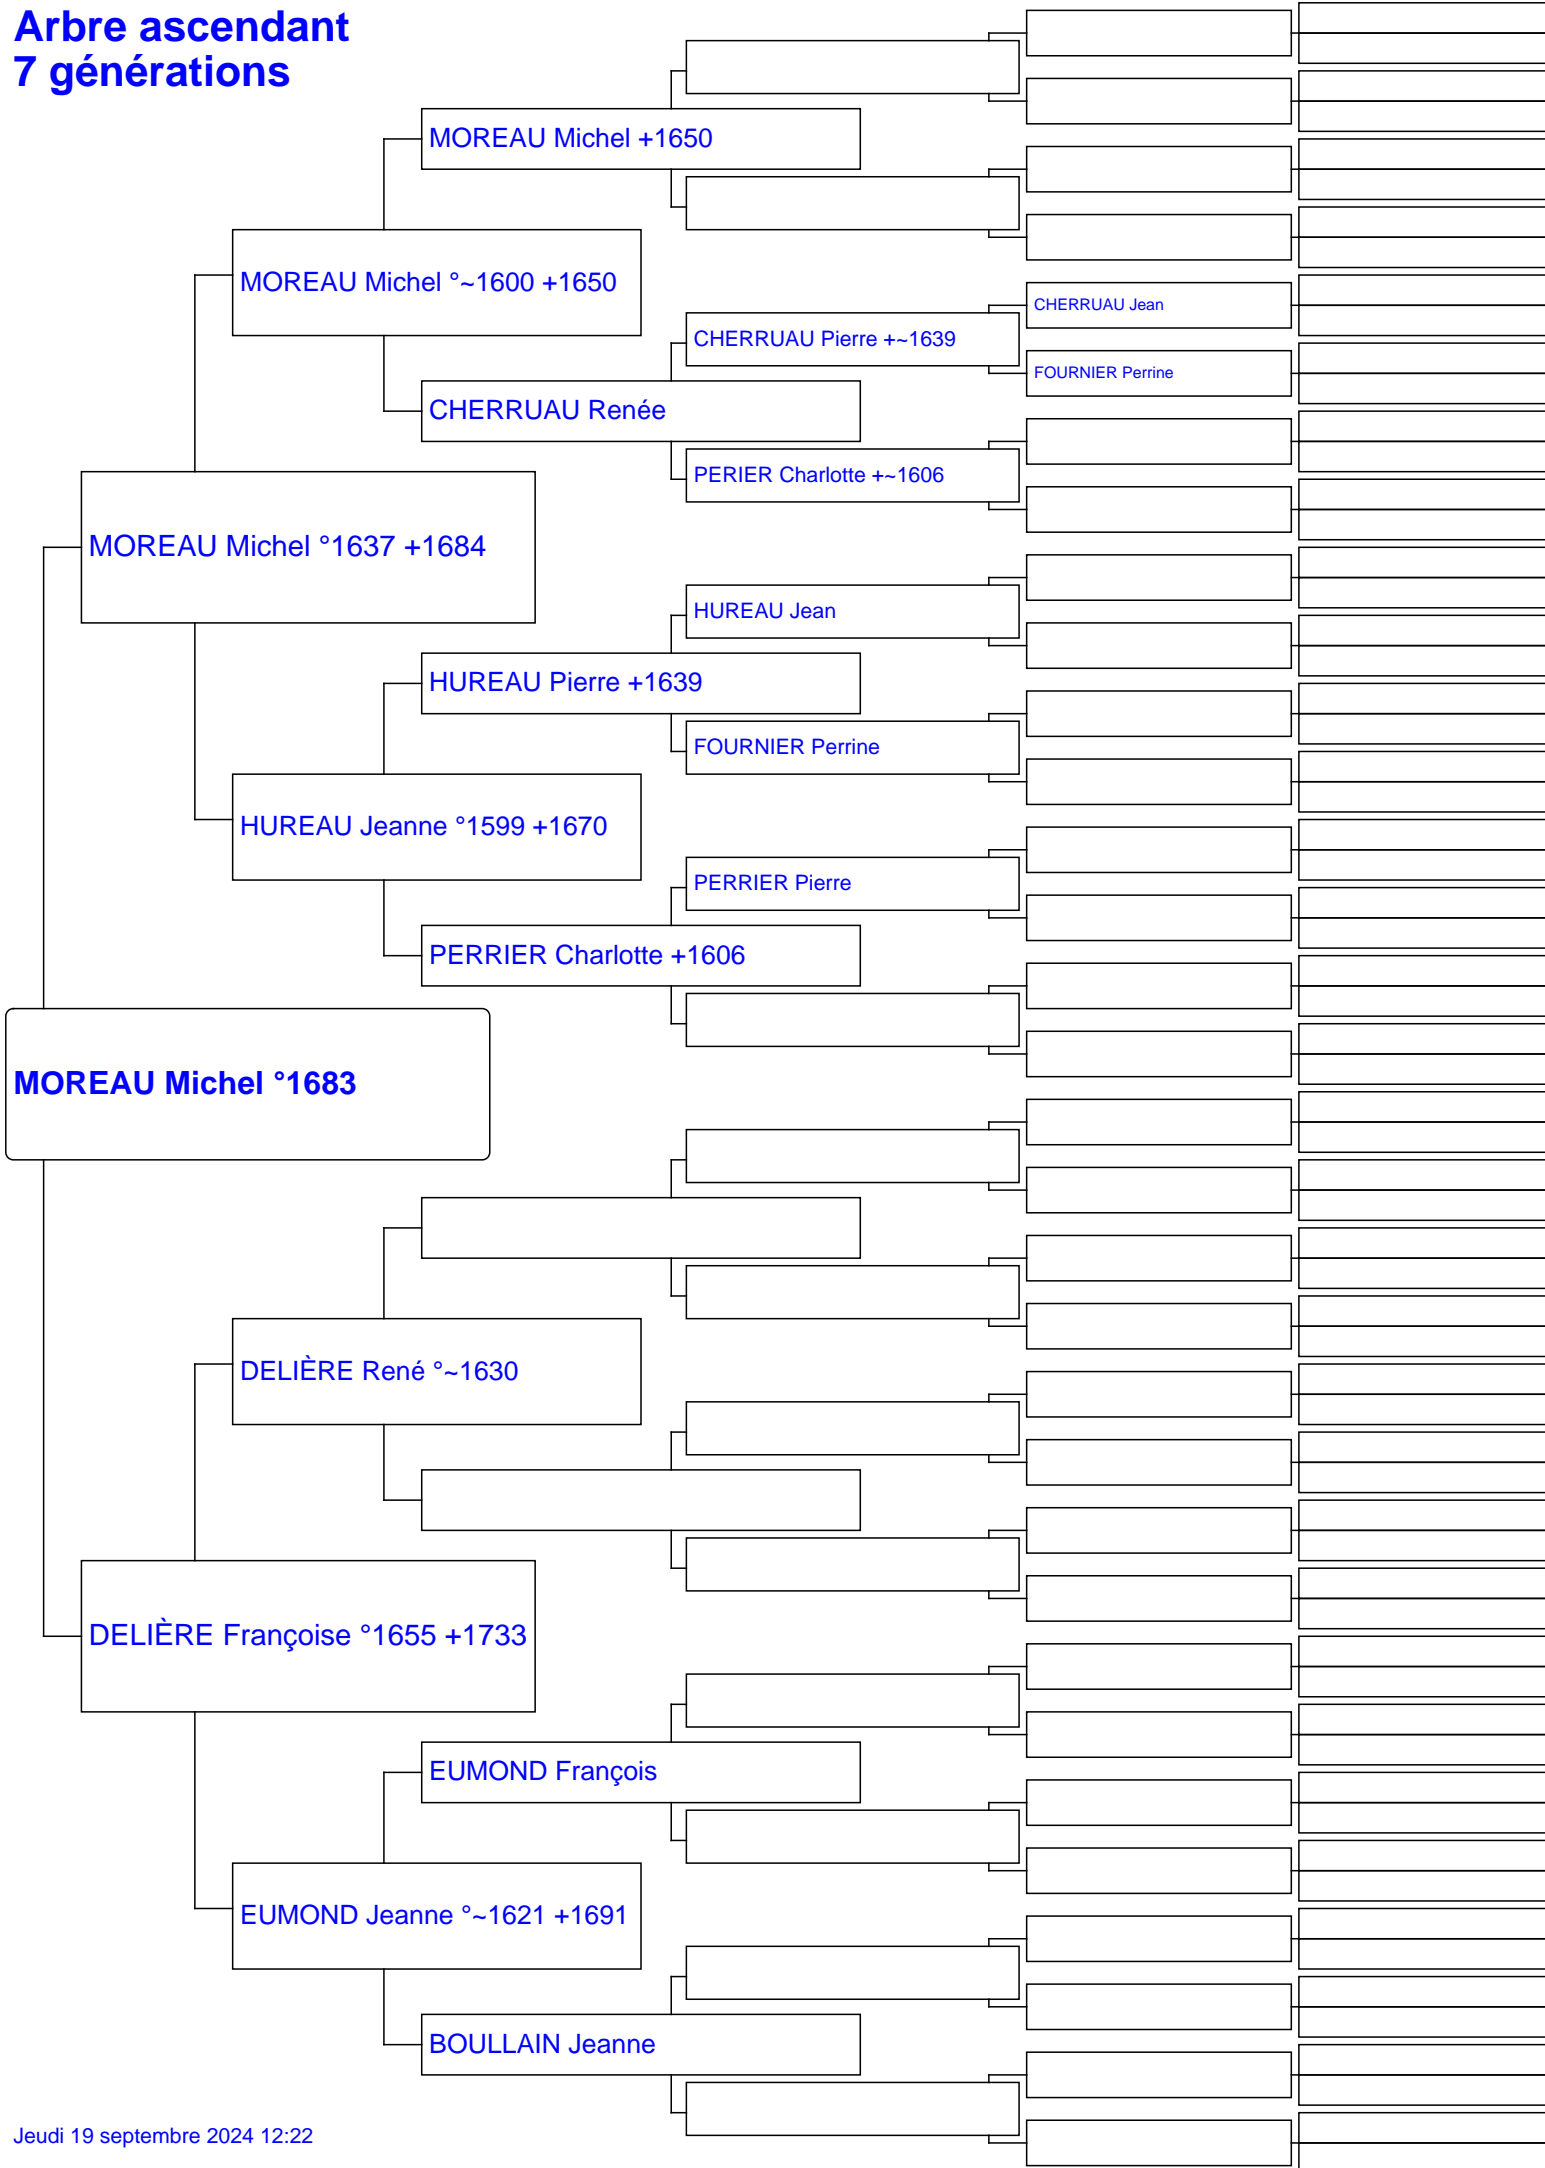 Arbre ascendant
7 générations
MOREAU Michel +1650
MOREAU Michel °~1600 +1650
CHERRUAU Jean
CHERRUAU Pierre +~1639
FOURNIER Perrine
CHERRUAU Renée
PERIER Charlotte +~1606
MOREAU Michel °1637 +1684
HUREAU Jean
HUREAU Pierre +1639
FOURNIER Perrine
HUREAU Jeanne °1599 +1670
PERRIER Pierre
PERRIER Charlotte +1606
MOREAU Michel °1683
DELIÈRE René °~1630
DELIÈRE Françoise °1655 +1733
EUMOND François
EUMOND Jeanne °~1621 +1691
BOULLAIN Jeanne
Jeudi 19 septembre 2024 12:22